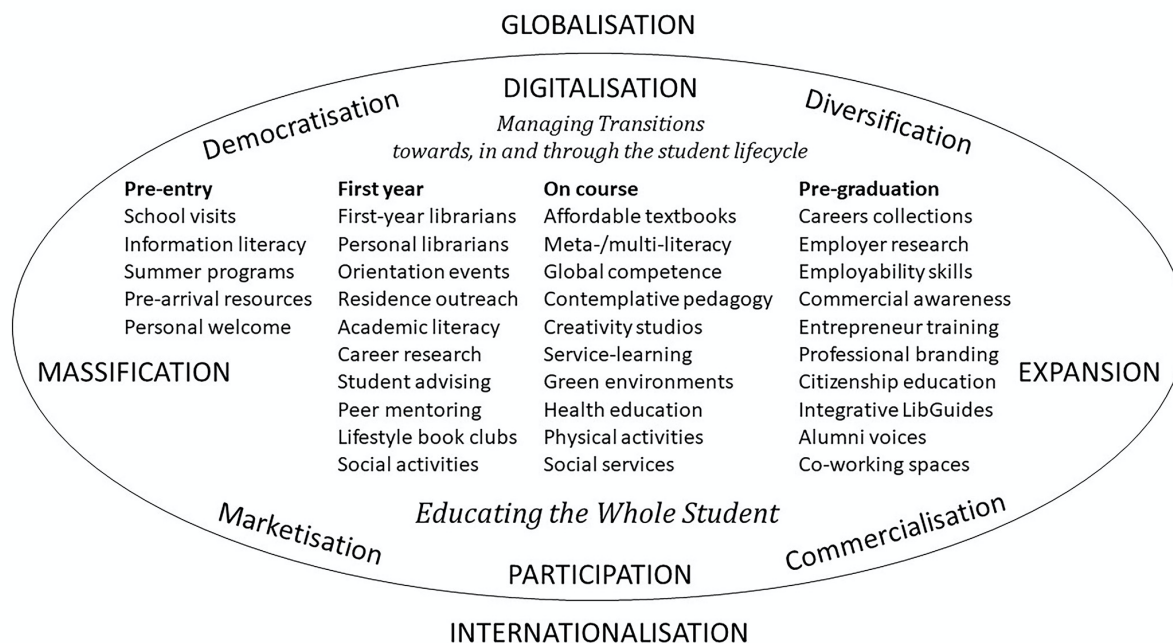 GLOBALISATION
DIGITALISATION
Democratisation
Diversification
Managing Transitions
towards, in and through the student lifecycle
Pre-entry
School visits
Information literacy
Summer programs
Pre-arrival resources
Personal welcome
First year
First-year librarians
Personal librarians
Orientation events
Residence outreach
Academic literacy
Career research
Student advising
Peer mentoring
Lifestyle book clubs
Social activities
On course
Affordable textbooks
Meta-/multi-literacy
Global competence
Contemplative pedagogy
Creativity studios
Service-learning
Green environments
Health education
Physical activities
Social services
Pre-graduation
Careers collections
Employer research
Employability skills
Commercial awareness
Entrepreneur training
Professional branding
Citizenship education
Integrative LibGuides
Alumni voices
Co-working spaces
MASSIFICATION
EXPANSION
Educating the Whole Student
Marketisation
Commercialisation
PARTICIPATION
INTERNATIONALISATION